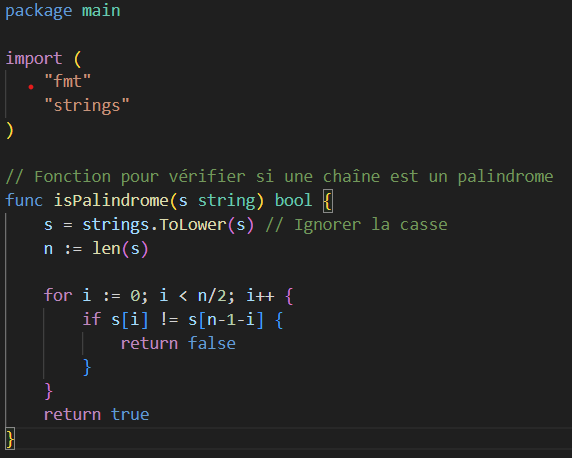 package main
import (
"fmt"
"strings"
)
// Fonction pour vérifier si une chaîne est un palindrome
func isPalindrome(s string) bool {
s = strings.ToLower(s) // Ignorer la casse
n := len(s)
for i := 0; i < n/2; i++ {
if s[i] != s[n-1-i] {
return false
}
}
return true
}